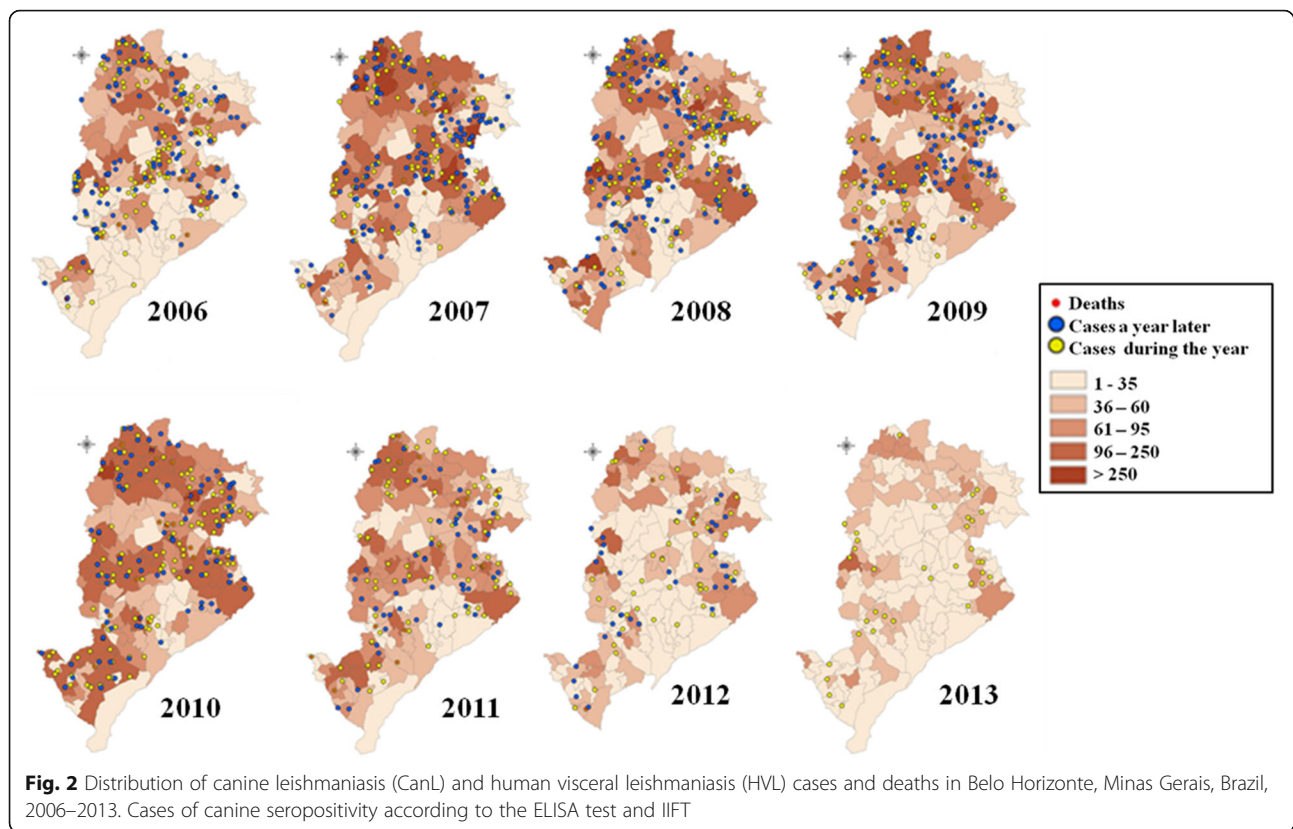 2006
2007
2008
2009
Deaths
Cases a year later
Cases during the year
1 - 35
36 – 60
61 – 95
96 – 250
> 250
2010
2011
2012
2013
Fig. 2 Distribution of canine leishmaniasis (CanL) and human visceral leishmaniasis (HVL) cases and deaths in Belo Horizonte, Minas Gerais, Brazil,
2006–2013. Cases of canine seropositivity according to the ELISA test and IIFT